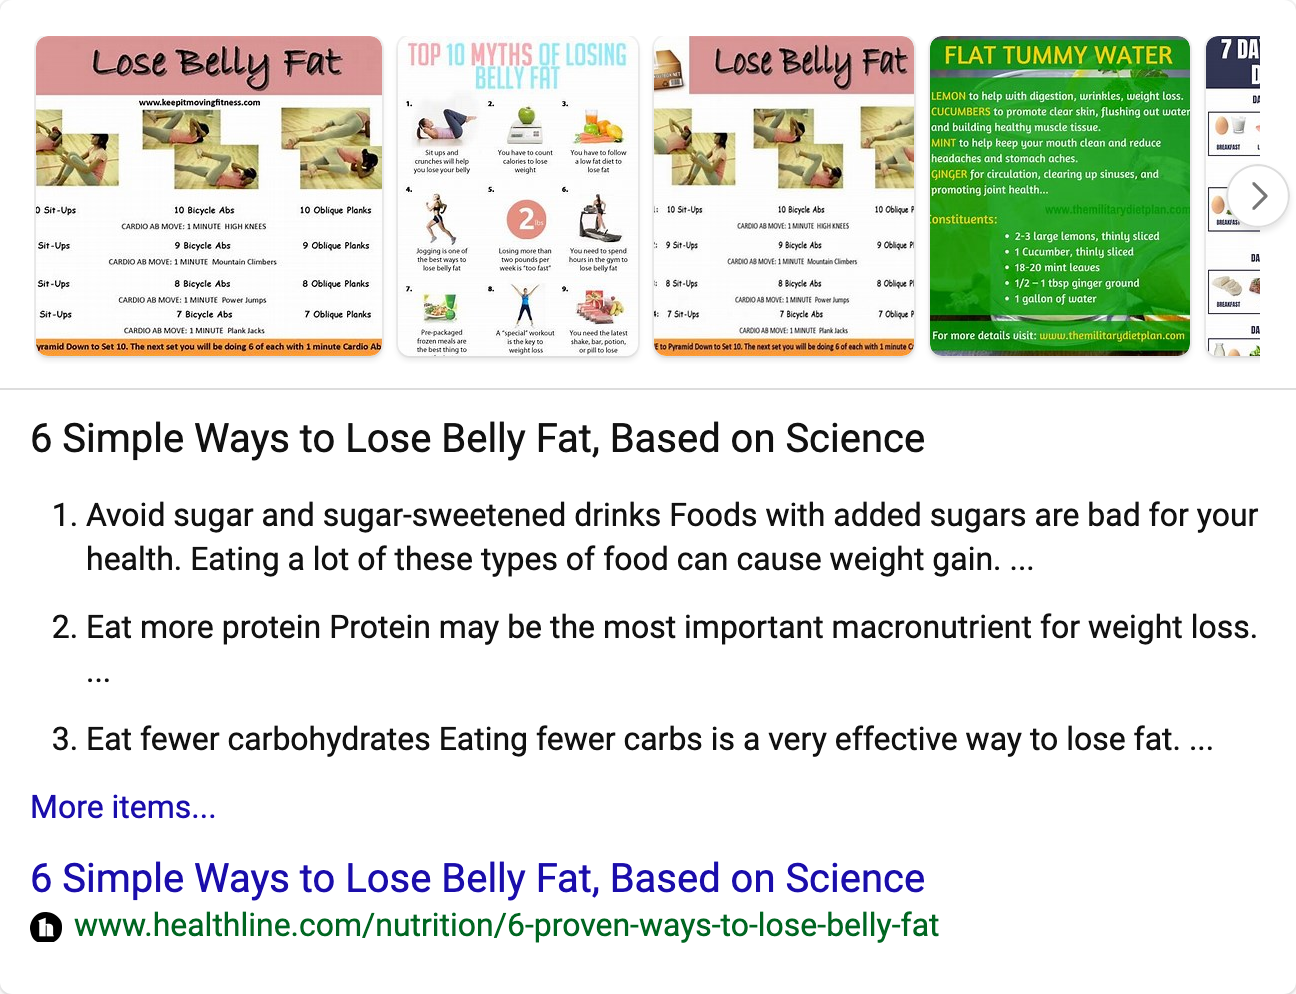 Lose Belly Fat
www.keepitmovingfitness.com
0 Sit-Ups 10 Bicycle Abs 10 Oblique Planks
CARDIO AB MOVE: 1 MINUTE HIGH KNEES
Sit-Ups 9 Bicycle Abs 9 Oblique Planks
CARDIO AB MOVE: 1 MINUTE Mountain Climbers
Sit-Ups 8 Bicycle Abs 8 Oblique Planks
CARDIO AB MOVE: 1 MINUTE Power Jumps
Sit-Ups 7 Bicycle Abs 7 Oblique Planks
CARDIO AB MOVE: 1 MINUTE Plank Jacks
yramid Down to Set 10. The next set you will be doing 6 of each with 1 minute Cardio Ab
TOP 10 MYTHS OF LOSING
BELLY FAT
1.
Sit ups and
crunches will help
you lose your belly
2.
You have to count
calories to lose
weight
3.
You have to follow
a low fat diet to
lose fat
4.
Jogging is one of
the best ways to
lose belly fat
5.
2 lbs
Losing more than
two pounds per
week is "too fast"
6.
You need to spend
hours in the gym to
lose belly fat
7.
Pre-packaged
frozen meals are
the best thing to
8.
A "special" workout
is the key to
weight loss
9.
You need the latest
shake, bar, potion,
or pill to lose
Lose Belly Fat
10 Sit-Ups 10 Bicycle Abs 10 Oblique P
CARDIO AB MOVE: 1 MINUTE HIGH KNEES
9 Sit-Ups 9 Bicycle Abs 9 Oblique P
CARDIO AB MOVE: 1 MINUTE Mountain Climbers
8 Sit-Ups 8 Bicycle Abs 8 Oblique P
CARDIO AB MOVE: 1 MINUTE Power Jumps
7 Sit-Ups 7 Bicycle Abs 7 Oblique P
CARDIO AB MOVE: 1 MINUTE Plank Jacks
to Pyramid Down to Set 10. The next set you will be doing 6 of each with 1 minute C
FLAT TUMMY WATER
LEMON to help with digestion, wrinkles, weight loss.
CUCUMBERS to promote clear skin, flushing out water
and building healthy muscle tissue.
MINT to help keep your mouth clean and reduce
headaches and stomach aches.
GINGER for circulation, clearing up sinuses, and
promoting joint health...
www.themilitarydietplan.com
Constituents:
• 2-3 large lemons, thinly sliced
• 1 Cucumber, thinly sliced
• 18-20 mint leaves
• 1/2 – 1 tbsp ginger ground
• 1 gallon of water
For more details visit: www.themilitarydietplan.com
7 DA
D
DA
BREAKFAST
BREAKFAST
DA
BREAKFAST
DA
6 Simple Ways to Lose Belly Fat, Based on Science
1. Avoid sugar and sugar-sweetened drinks Foods with added sugars are bad for your
health. Eating a lot of these types of food can cause weight gain. ...
2. Eat more protein Protein may be the most important macronutrient for weight loss.
...
3. Eat fewer carbohydrates Eating fewer carbs is a very effective way to lose fat. ...
More items...
6 Simple Ways to Lose Belly Fat, Based on Science
h www.healthline.com/nutrition/6-proven-ways-to-lose-belly-fat